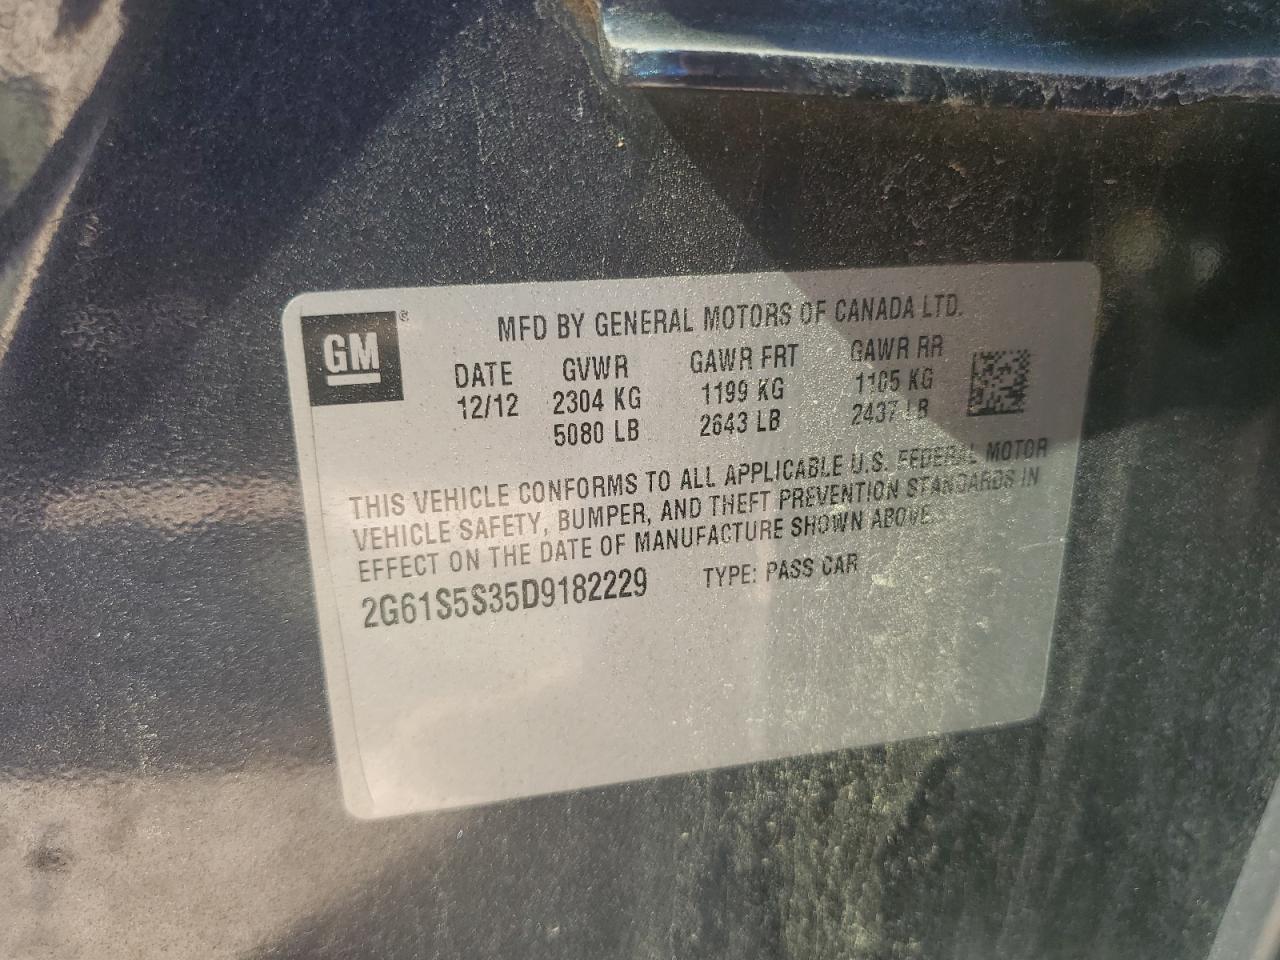 GM ®
MFD BY GENERAL MOTORS OF CANADA LTD.
DATE GVWR GAWR FRT GAWR RR
12/12 2304 KG 1199 KG 1105 KG
5080 LB 2643 LB 2437 LB
THIS VEHICLE CONFORMS TO ALL APPLICABLE U.S. FEDERAL MOTOR
VEHICLE SAFETY, BUMPER, AND THEFT PREVENTION STANDARDS IN
EFFECT ON THE DATE OF MANUFACTURE SHOWN ABOVE.
2G61S5S35D9182229 TYPE: PASS CAR